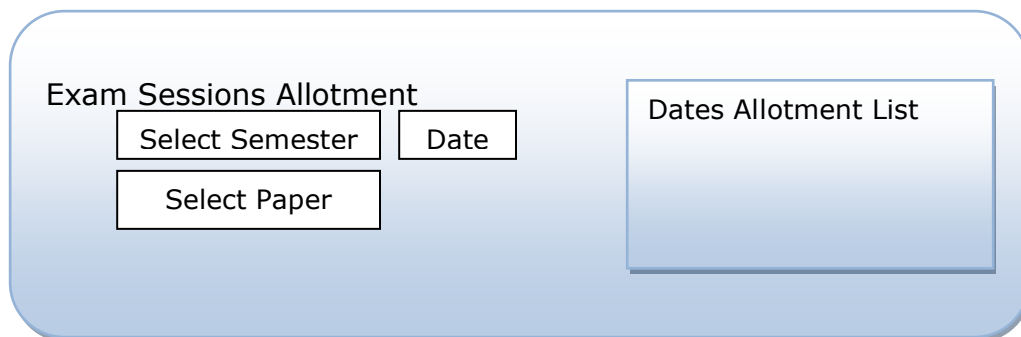 Exam Sessions Allotment
Select Semester
Date
Select Paper
Dates Allotment List